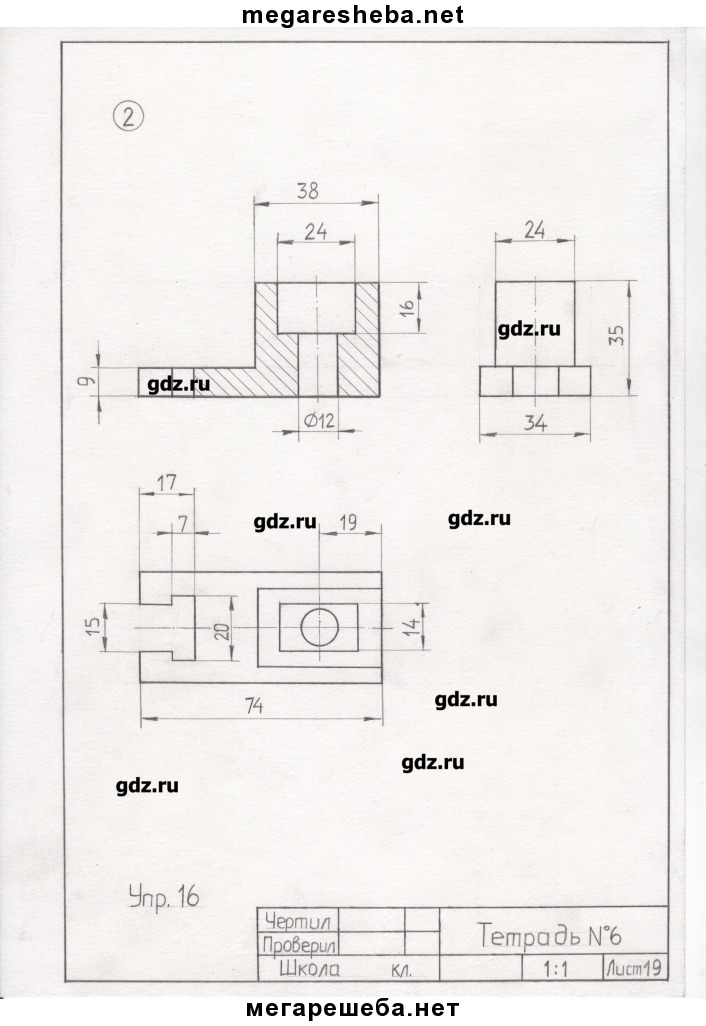 megaresheba.net
2
38
24
24
16
gdz.ru
35
9
gdz.ru
Ø12
34
17
gdz.ru
7
19
gdz.ru
15
20
14
gdz.ru
74
gdz.ru
gdz.ru
Упр. 16
Чертил
Проверил
Тетрадь №6
Школа кл.
1:1
Лист19
мегарешеба.нет